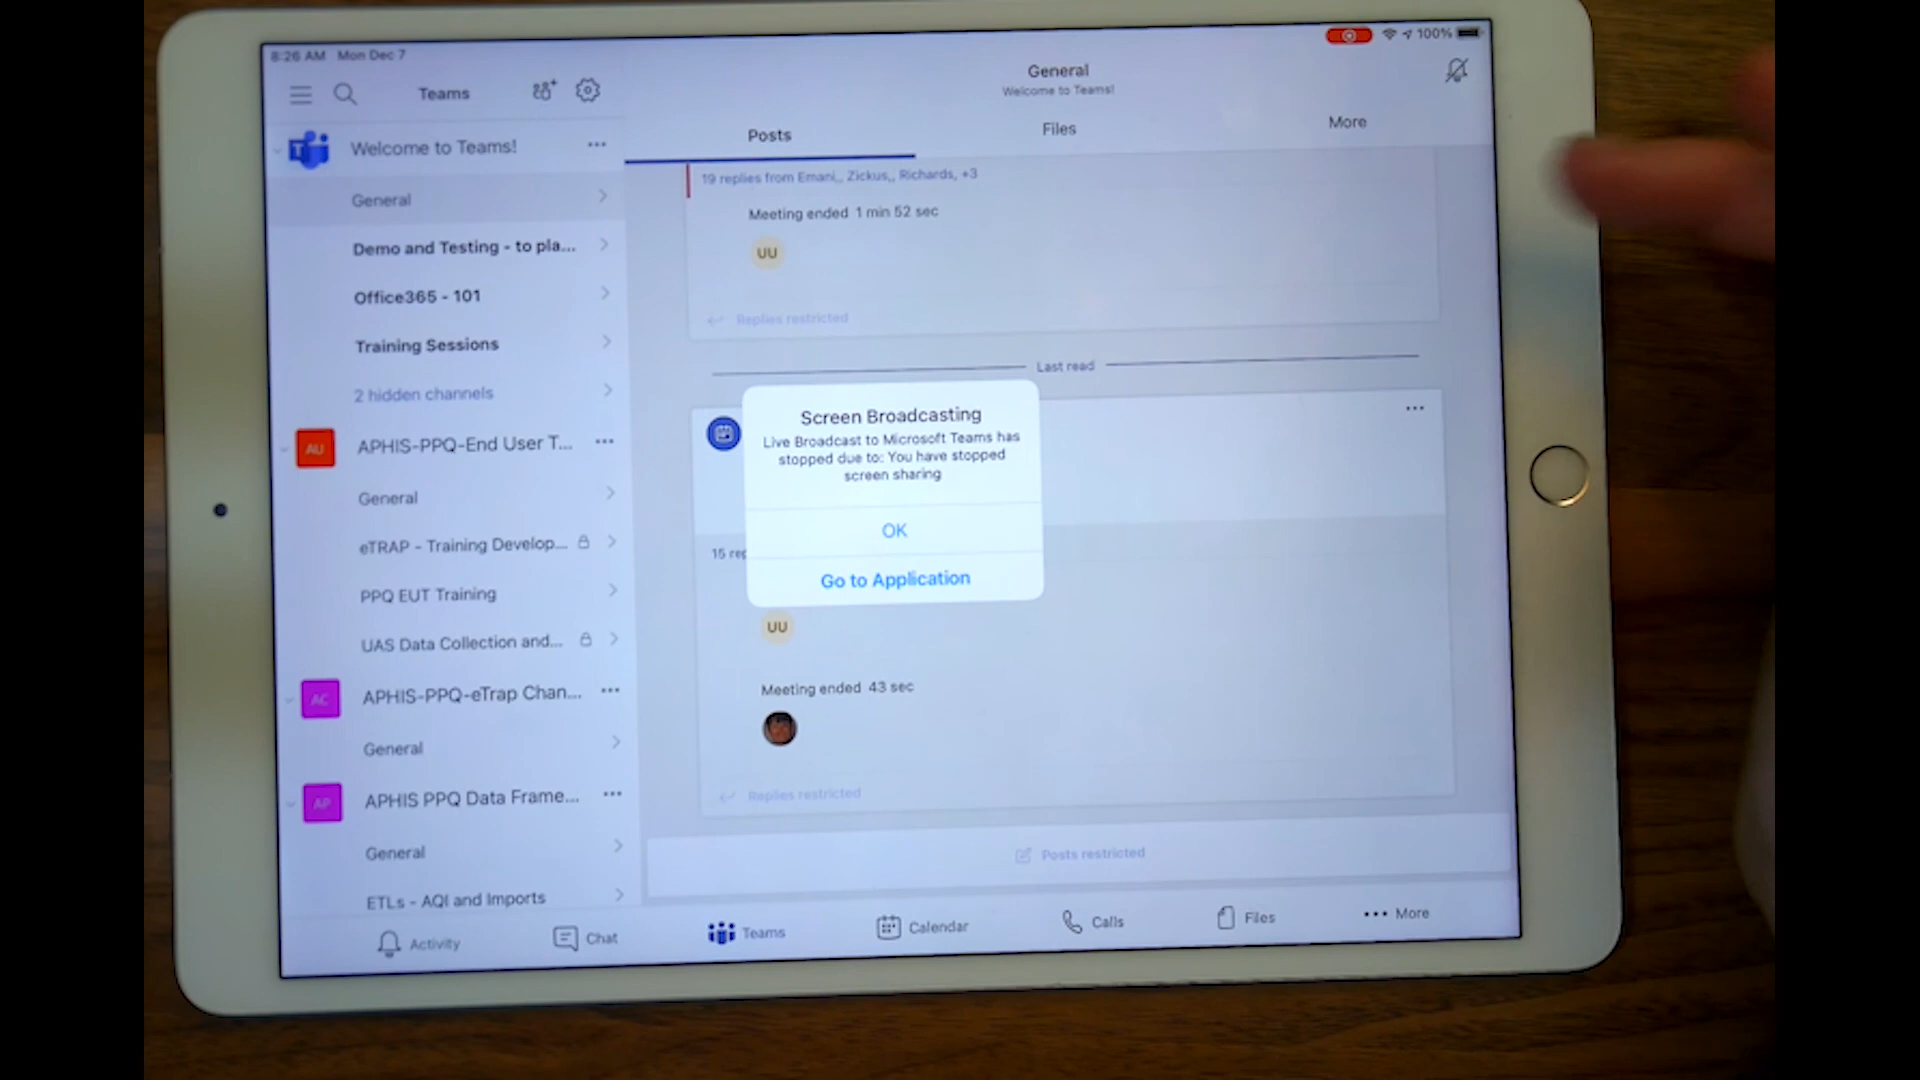 8:26 AM Mon Dec 7
100%
Teams
Welcome to Teams!
General
Demo and Testing - to pla...
Office365 - 101
Training Sessions
2 hidden channels
AU
APHIS-PPQ-End User T...
General
eTRAP - Training Develop...
PPQ EUT Training
UAS Data Collection and...
AC
APHIS-PPQ-eTrap Chan...
General
AP
APHIS PPQ Data Frame...
General
ETLs - AQI and Imports
General
Welcome to Teams!
Posts
Files
More
19 replies from Emani,, Zickus,, Richards, +3
Meeting ended 1 min 52 sec
UU
Replies restricted
Last read
Screen Broadcasting
Live Broadcast to Microsoft Teams has
stopped due to: You have stopped
screen sharing
OK
Go to Application
15 rep
UU
Meeting ended 43 sec
Replies restricted
Posts restricted
Activity
Chat
Teams
Calendar
Calls
Files
More